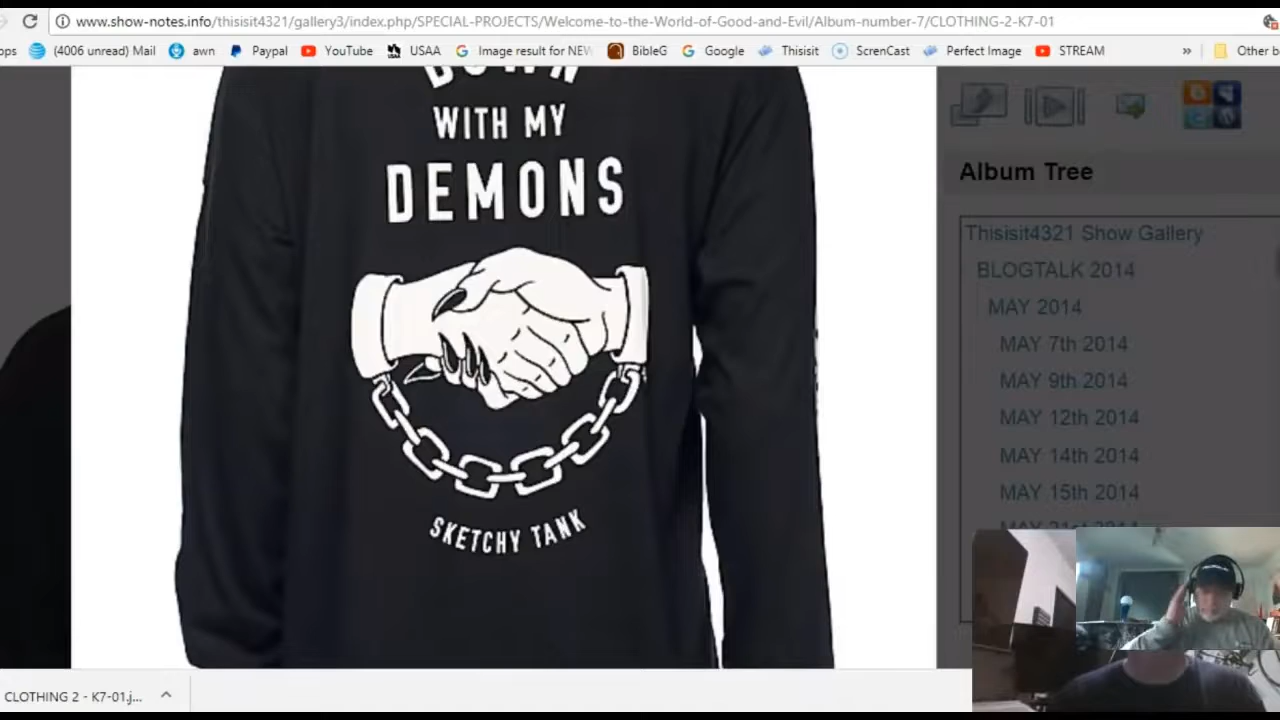 www.show-notes.info/thisisit4321/gallery3/index.php/SPECIAL-PROJECTS/Welcome-to-the-World-of-Good-and-Evil/Album-number-7/CLOTHING-2-K7-01
(4006 unread) Mail awn Paypal YouTube USAA Image result for NEW BibleG Google Thisisit ScrenCast Perfect Image STREAM » Other b
DOWN
WITH MY
DEMONS
SKETCHY TANK
Album Tree
Thisisit4321 Show Gallery
BLOGTALK 2014
MAY 2014
MAY 7th 2014
MAY 9th 2014
MAY 12th 2014
MAY 14th 2014
MAY 15th 2014
CLOTHING 2 - K7-01.j...